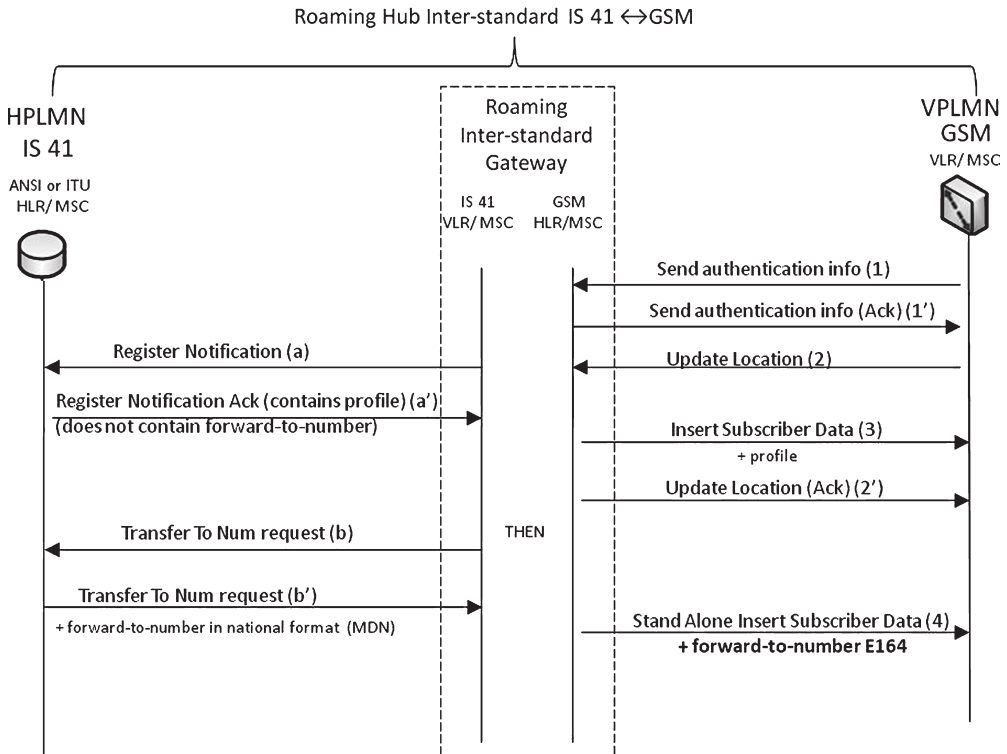 Roaming Hub Inter-standard IS 41 ↔GSM
HPLMN
IS 41
ANSI or ITU
HLR/ MSC
Roaming
Inter-standard
Gateway
IS 41
VLR/ MSC
GSM
HLR/MSC
VPLMN
GSM
VLR/ MSC
Send authentication info (1)
Send authentication info (Ack) (1’)
Register Notification (a)
Update Location (2)
Register Notification Ack (contains profile) (a’)
(does not contain forward-to-number)
Insert Subscriber Data (3)
+ profile
Update Location (Ack) (2’)
Transfer To Num request (b)
THEN
Transfer To Num request (b’)
+ forward-to-number in national format (MDN)
Stand Alone Insert Subscriber Data (4)
+ forward-to-number E164